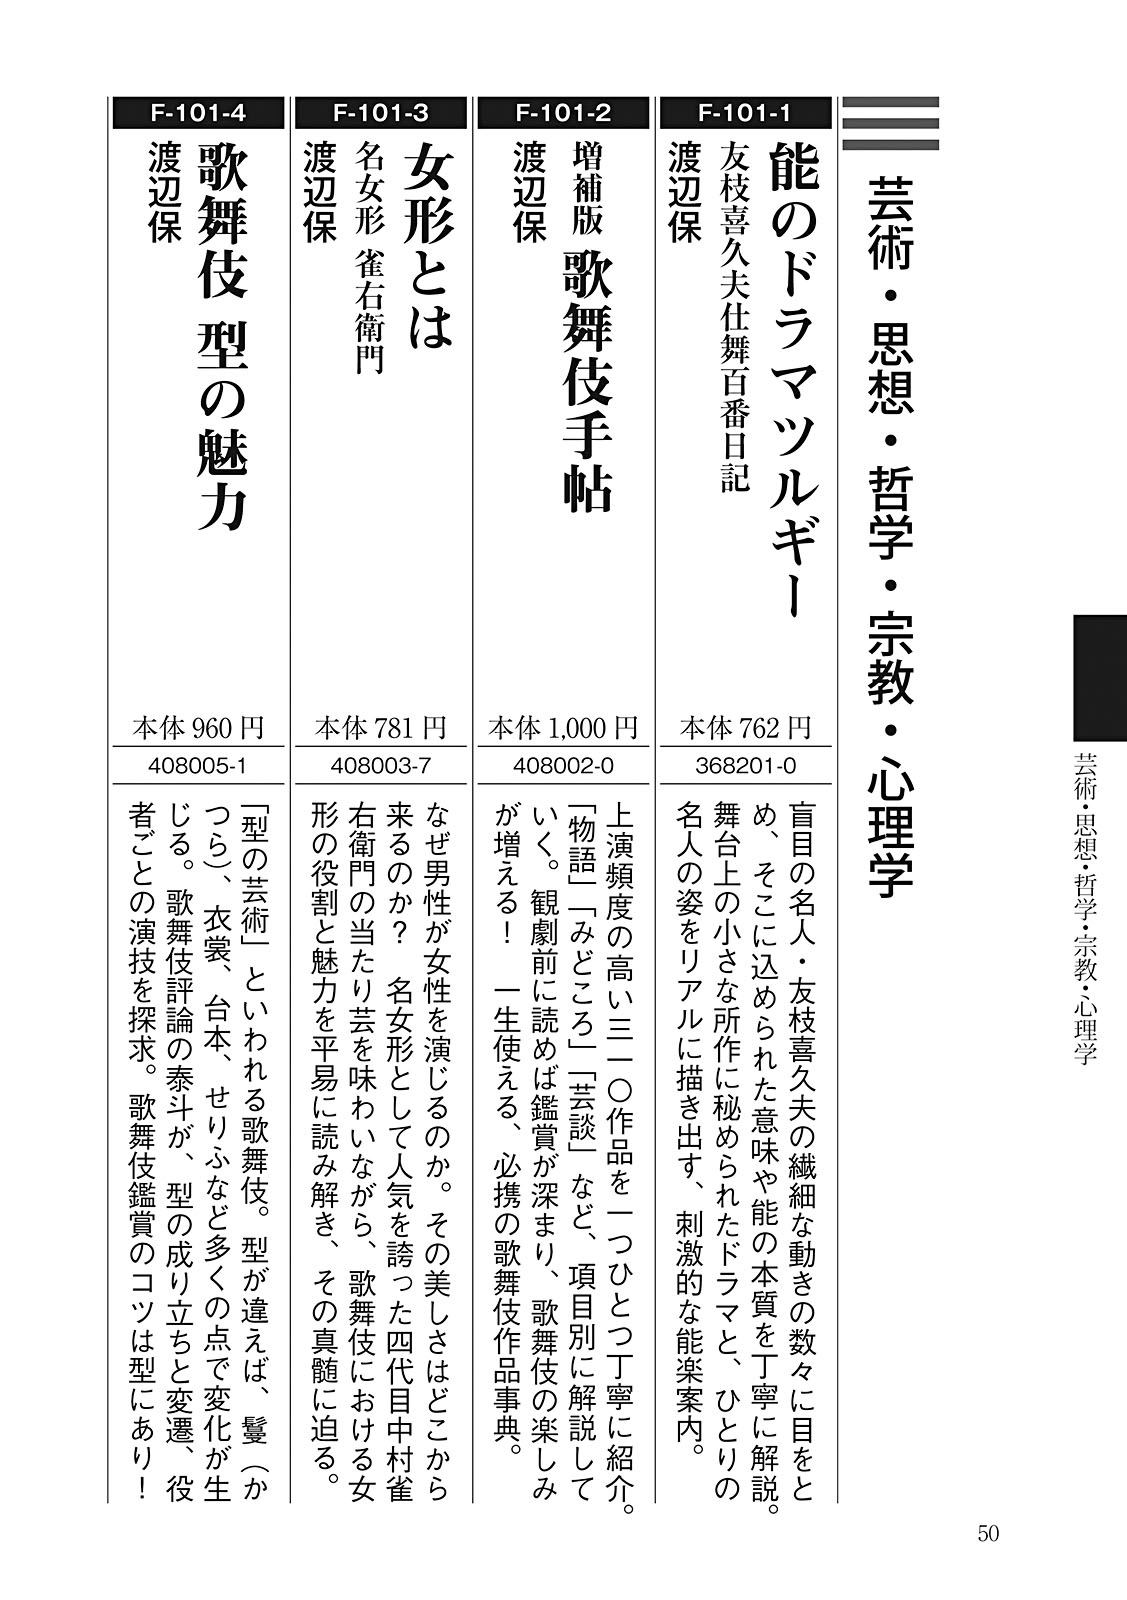 芸術・思想・哲学・宗教・心理学
F-101-1
能のドラマツルギー
友枝喜久夫仕舞百番日記
渡辺保
本体 762 円
368201-0
盲目の名人・友枝喜久夫の繊細な動きの数々に目をと
め、そこに込められた意味や能の本質を丁寧に解説。
舞台上の小さな所作に秘められたドラマと、ひとりの
名人の姿をリアルに描き出す、刺激的な能楽案内。
F-101-2
増補版 歌舞伎手帖
渡辺保
本体 1,000 円
408002-0
上演頻度の高い三一〇作品を一つひとつ丁寧に紹介。
「物語」「みどころ」「芸談」など、項目別に解説して
いく。観劇前に読めば鑑賞が深まり、歌舞伎の楽しみ
が増える! 一生使える、必携の歌舞伎作品事典。
F-101-3
女形とは
名女形 雀右衛門
渡辺保
本体 781 円
408003-7
なぜ男性が女性を演じるのか。その美しさはどこから
来るのか? 名女形として人気を誇った四代目中村雀
右衛門の当たり芸を味わいながら、歌舞伎における女
形の役割と魅力を平易に読み解き、その真髄に迫る。
F-101-4
歌舞伎 型の魅力
渡辺保
本体 960 円
408005-1
「型の芸術」といわれる歌舞伎。型が違えば、鬘(か
つら)、衣裳、台本、せりふなど多くの点で変化が生
じる。歌舞伎評論の泰斗が、型の成り立ちと変遷、役
者ごとの演技を探求。歌舞伎鑑賞のコツは型にあり!
芸術・思想・哲学・宗教・心理学
50